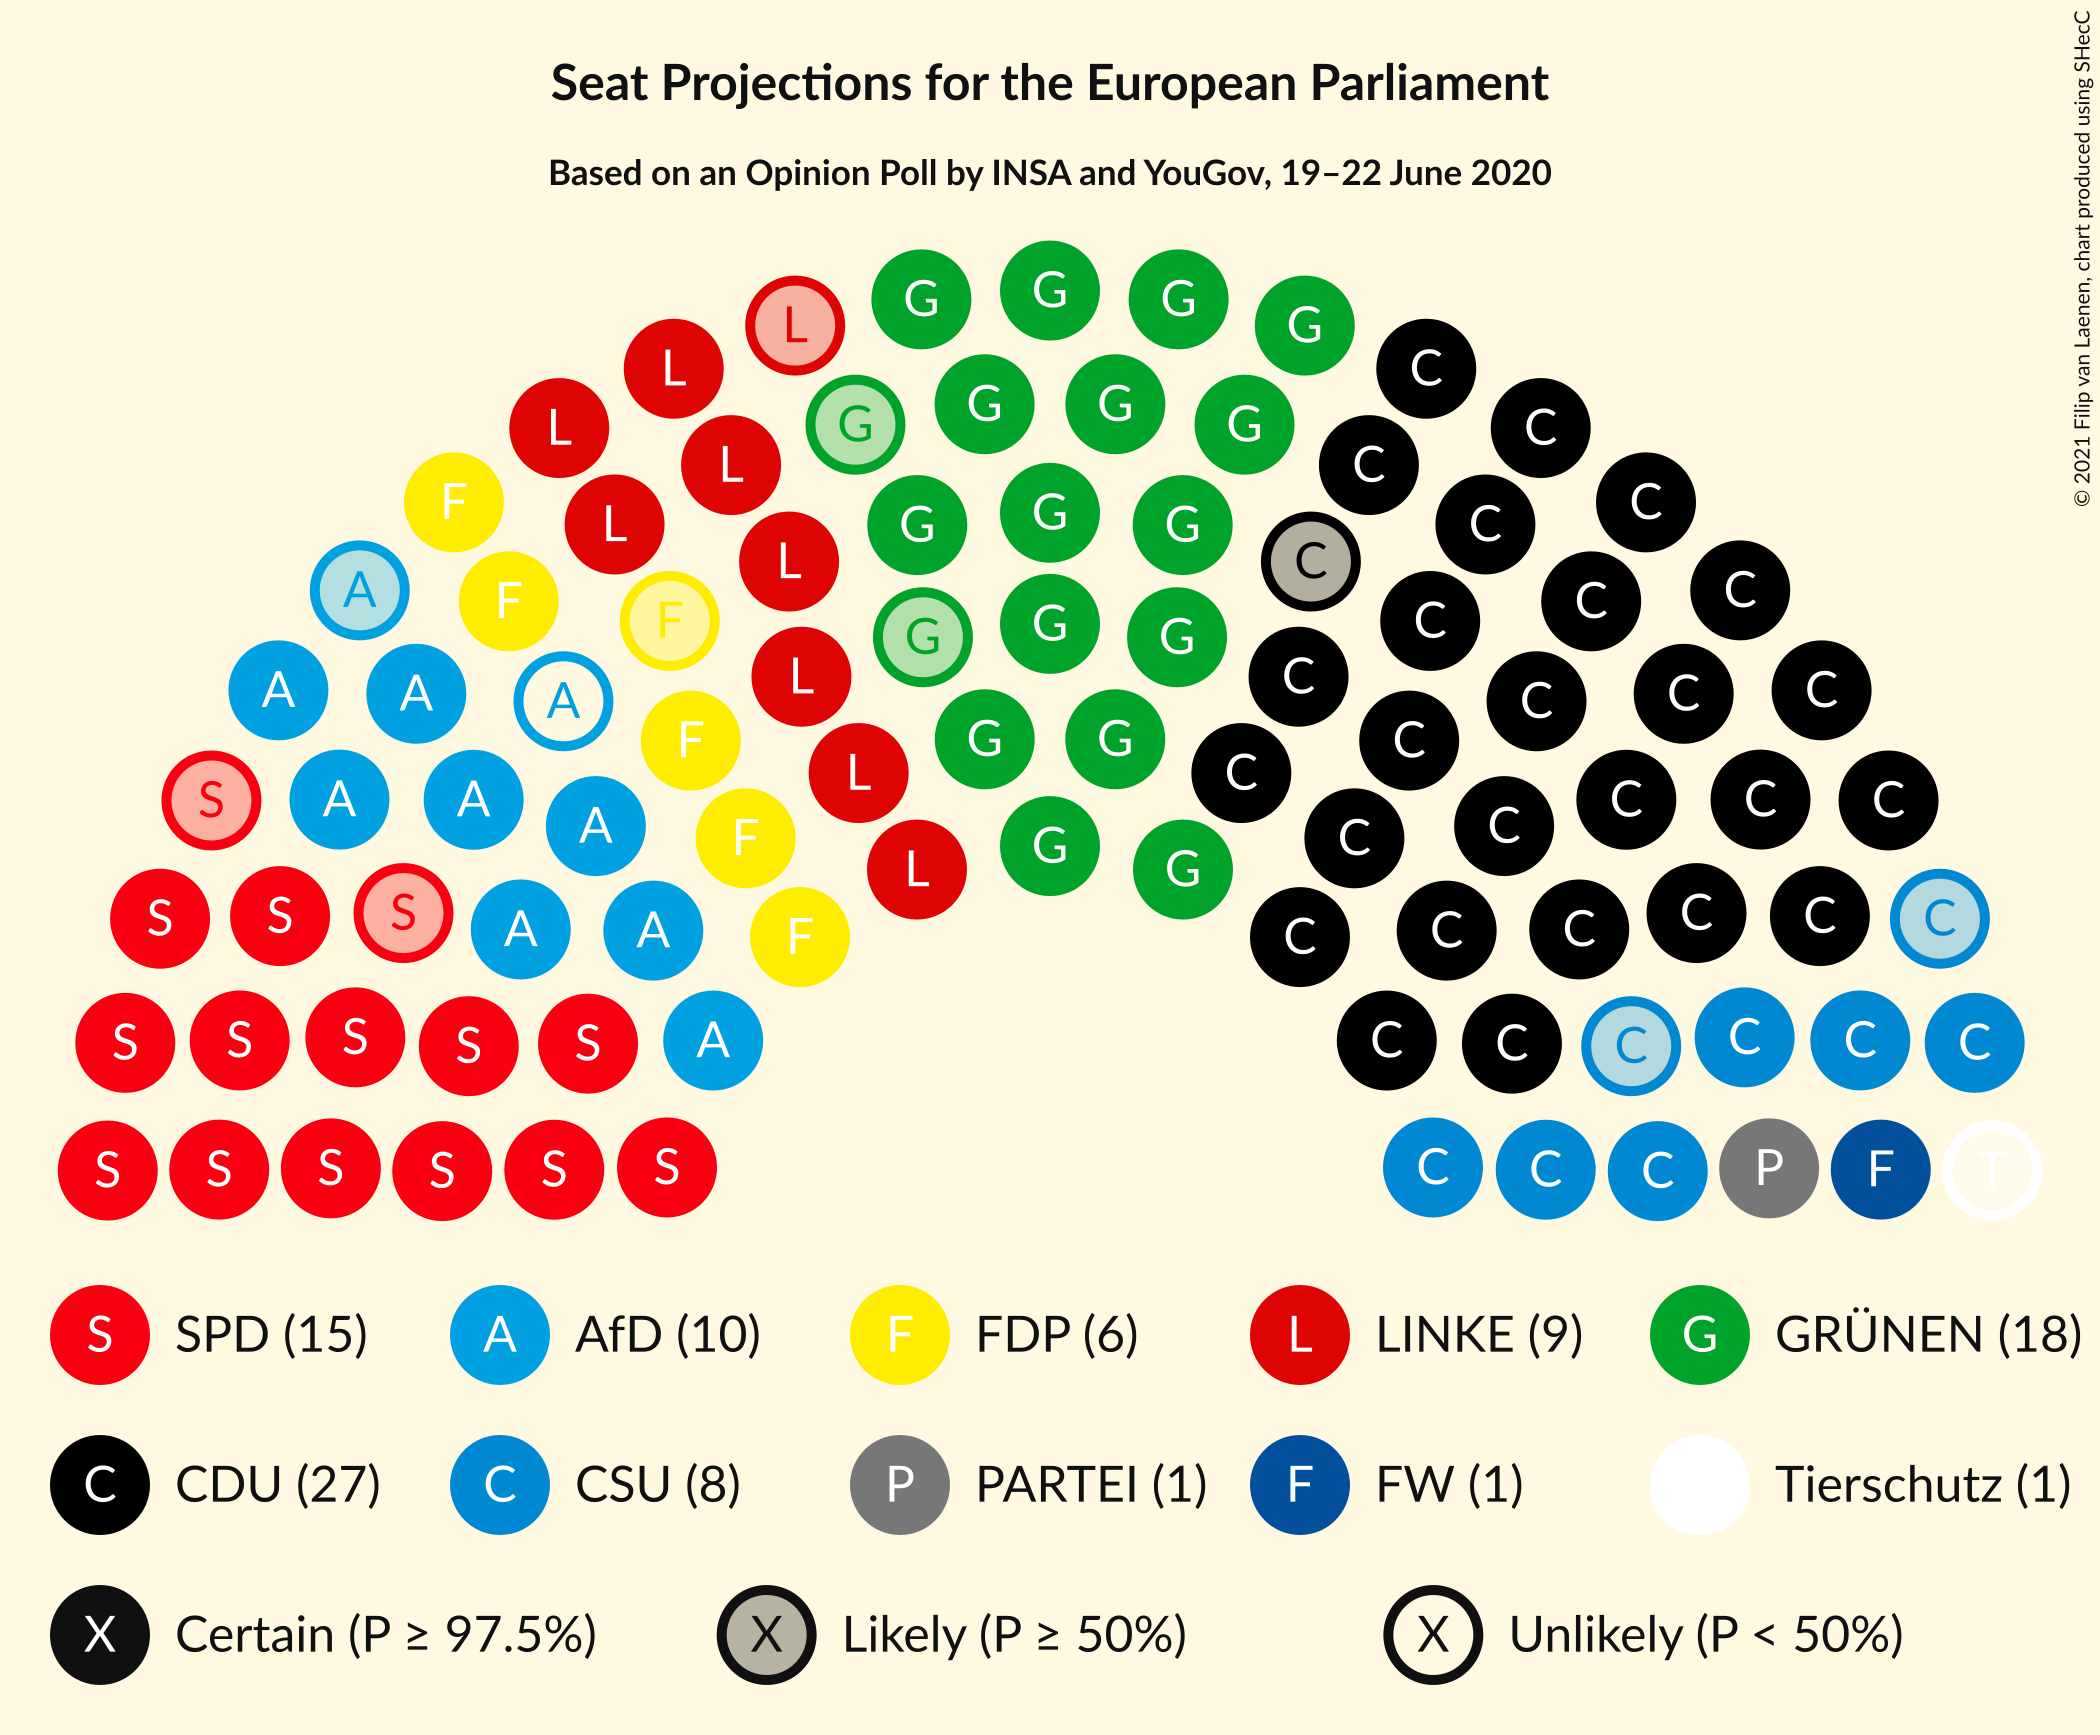 Seat Projections for the European Parliament
Based on an Opinion Poll by INSA and YouGov, 19–22 June 2020
© 2021 Filip van Laenen, chart produced using SHecC
L G G G G
L C
L G G G G C
L C
F L G G G C C
A L C C
F F G G G C C
A A A L C C C C
F G G C
S A A L C C C C
A F G C C
L G
S S S A A F C C C C C C
S S S S S A C C C C C C
S S S S S S C C C P F T
S SPD (15) A AfD (10) F FDP (6) L LINKE (9) G GRÜNEN (18)
C CDU (27) C CSU (8) P PARTEI (1) F FW (1) Tierschutz (1)
X Certain (P ≥ 97.5%) X Likely (P ≥ 50%) X Unlikely (P < 50%)